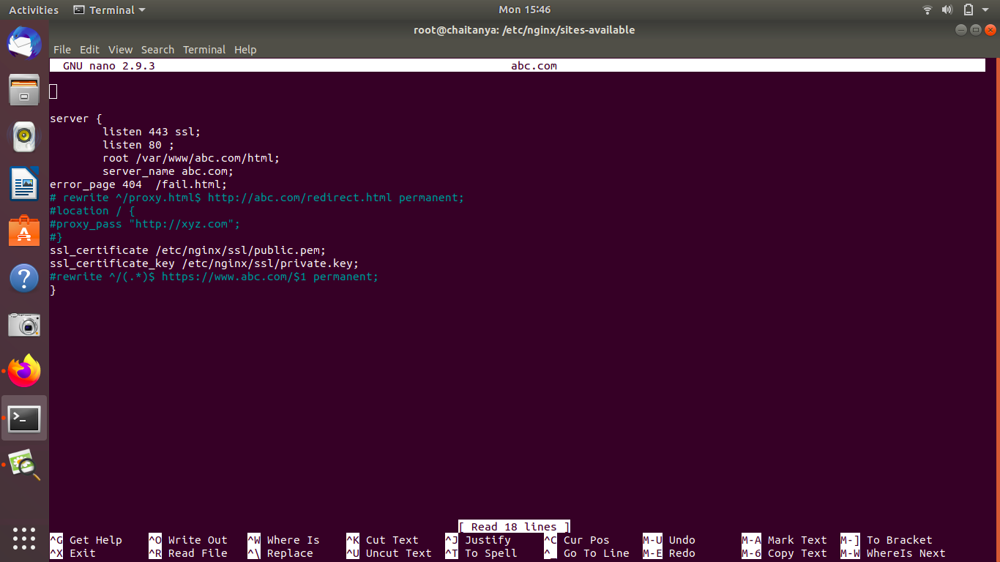 Activities Terminal Mon 15:46
root@chaitanya: /etc/nginx/sites-available
File Edit View Search Terminal Help
GNU nano 2.9.3 abc.com
server {
listen 443 ssl;
listen 80 ;
root /var/www/abc.com/html;
server_name abc.com;
error_page 404  /fail.html;
# rewrite ^/proxy.html$ http://abc.com/redirect.html permanent;
#location / {
#proxy_pass "http://xyz.com";
#}
ssl_certificate /etc/nginx/ssl/public.pem;
ssl_certificate_key /etc/nginx/ssl/private.key;
#rewrite ^/(.*)$ https://www.abc.com/$1 permanent;
}
[ Read 18 lines ]
^G Get Help ^O Write Out ^W Where Is ^K Cut Text ^J Justify ^C Cur Pos M-U Undo M-A Mark Text M-] To Bracket
^X Exit ^R Read File ^\ Replace ^U Uncut Text ^T To Spell ^_ Go To Line M-E Redo M-6 Copy Text M-W WhereIs Next